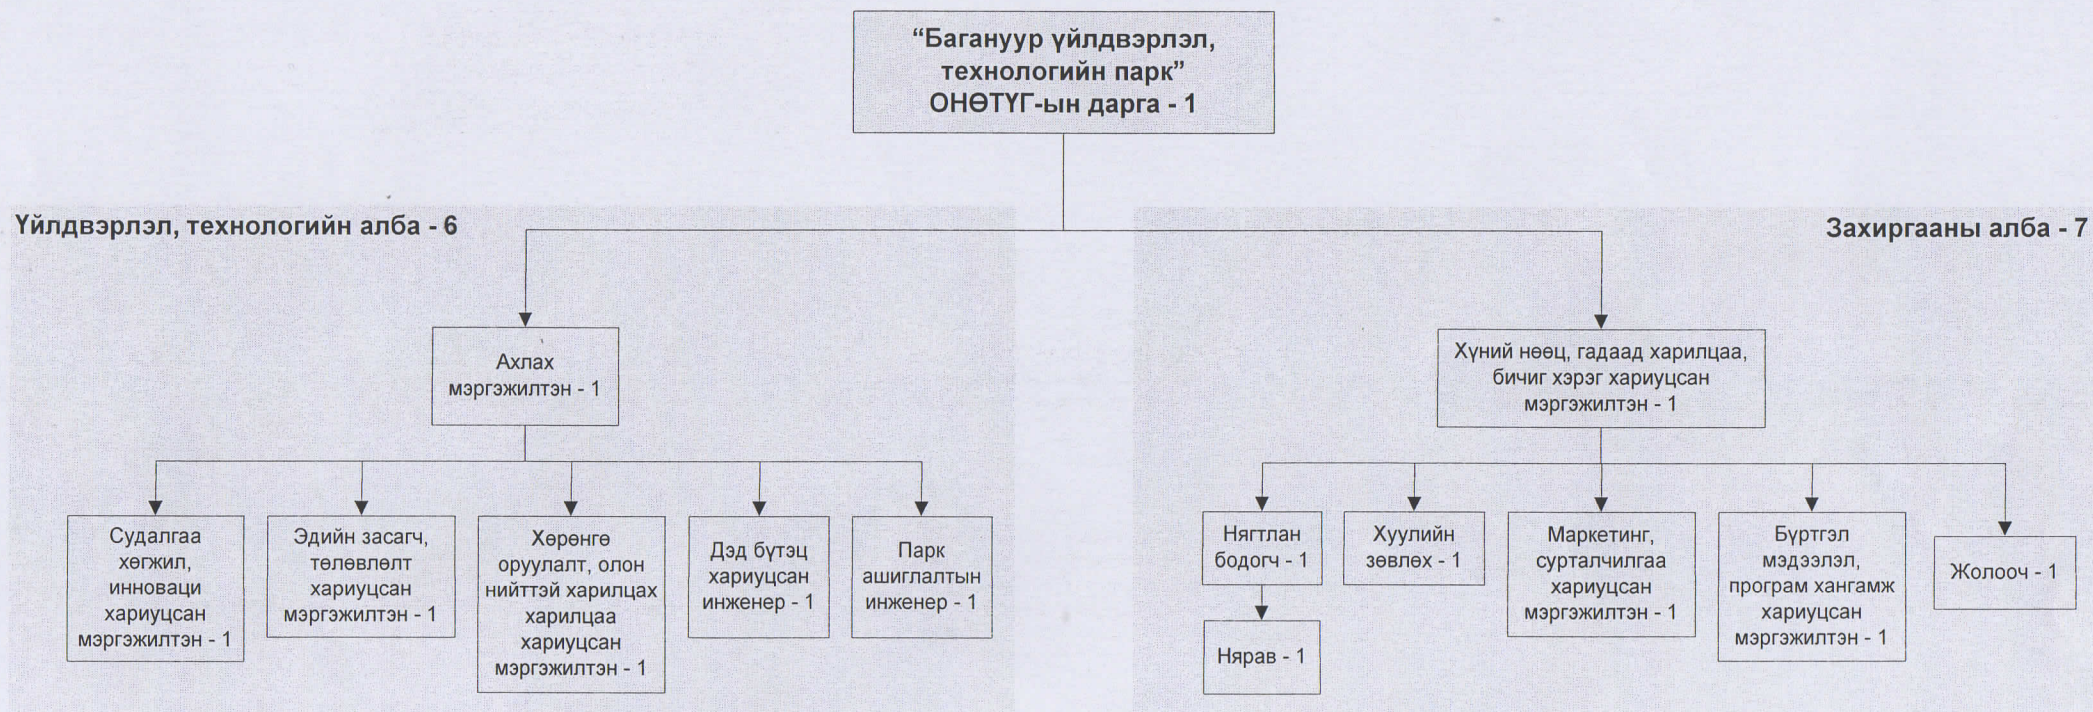 “Багануур үйлдвэрлэл,
технологийн парк”
ОНӨТҮГ-ын дарга - 1
Үйлдвэрлэл, технологийн алба - 6
Захиргааны алба - 7
Ахлах
мэргэжилтэн - 1
Хүний нөөц, гадаад харилцаа,
бичиг хэрэг хариуцсан
мэргэжилтэн - 1
Судалгаа
хөгжил,
инноваци
хариуцсан
мэргэжилтэн - 1
Эдийн засагч,
төлөвлөлт
хариуцсан
мэргэжилтэн - 1
Хөрөнгө
оруулалт, олон
нийттэй харилцах
харилцаа
хариуцсан
мэргэжилтэн - 1
Дэд бүтэц
хариуцсан
инженер - 1
Парк
ашиглалтын
инженер - 1
Нягтлан
бодогч - 1
Хуулийн
зөвлөх - 1
Маркетинг,
сурталчилгаа
хариуцсан
мэргэжилтэн - 1
Бүртгэл
мэдээлэл,
програм хангамж
хариуцсан
мэргэжилтэн - 1
Жолооч - 1
Нярав - 1